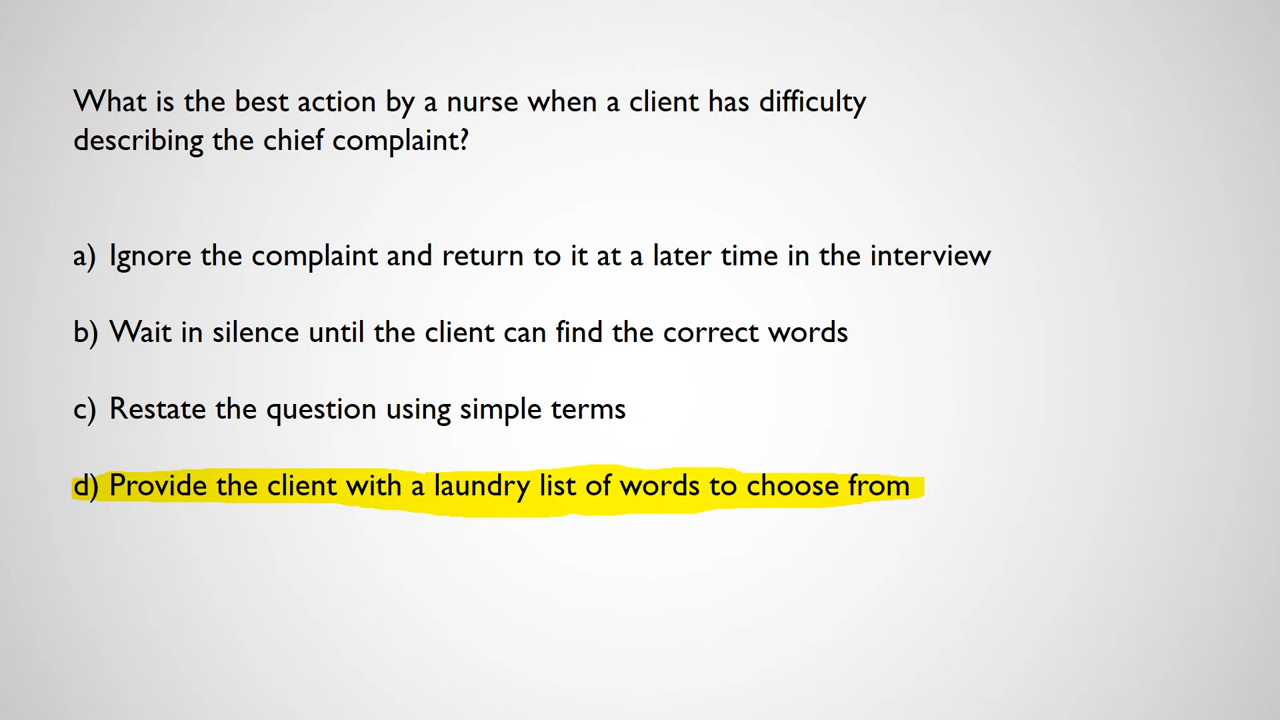 What is the best action by a nurse when a client has difficulty
describing the chief complaint?
a) Ignore the complaint and return to it at a later time in the interview
b) Wait in silence until the client can find the correct words
c) Restate the question using simple terms
d) Provide the client with a laundry list of words to choose from